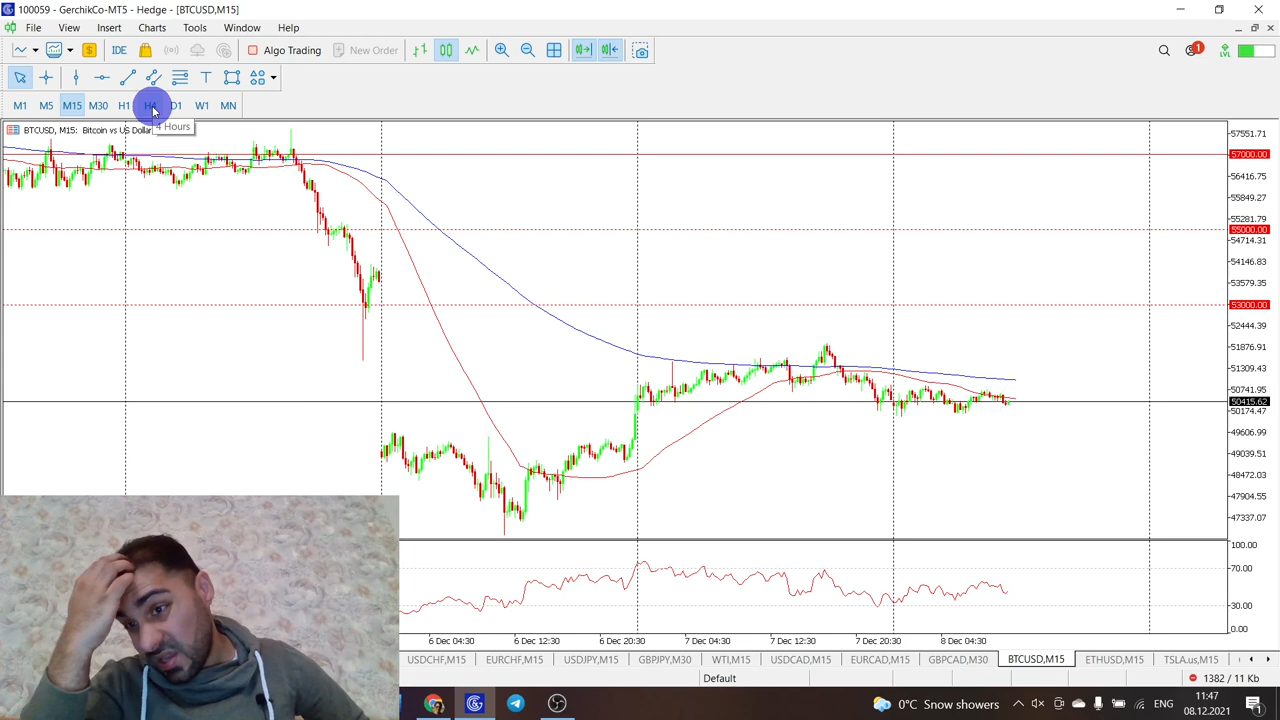 100059 - GerchikCo-MT5 - Hedge - [BTCUSD,M15]
File View Insert Charts Tools Window Help
IDE Algo Trading New Order 1 LVL
T
M1 M5 M15 M30 H1 H4 D1 W1 MN
4 Hours
BTCUSD, M15: Bitcoin vs US Dollar
57551.71
57000.00
56416.75
55849.27
55281.79
55000.00
54714.31
54146.83
53579.35
53000.00
52444.39
51876.91
51309.43
50741.95
50415.62
50174.47
49606.99
49039.51
48472.03
47904.55
47337.07
100.00
70.00
30.00
0.00
6 Dec 04:30 6 Dec 12:30 6 Dec 20:30 7 Dec 04:30 7 Dec 12:30 7 Dec 20:30 8 Dec 04:30
USDCHF,M15 EURCHF,M15 USDJPY,M15 GBPJPY,M30 WTI,M15 USDCAD,M15 EURCAD,M15 GBPCAD,M30 BTCUSD,M15 ETHUSD,M15 TSLA.us,M15
Default 1382 / 11 Kb
0°C Snow showers ENG 11:47
08.12.2021 1